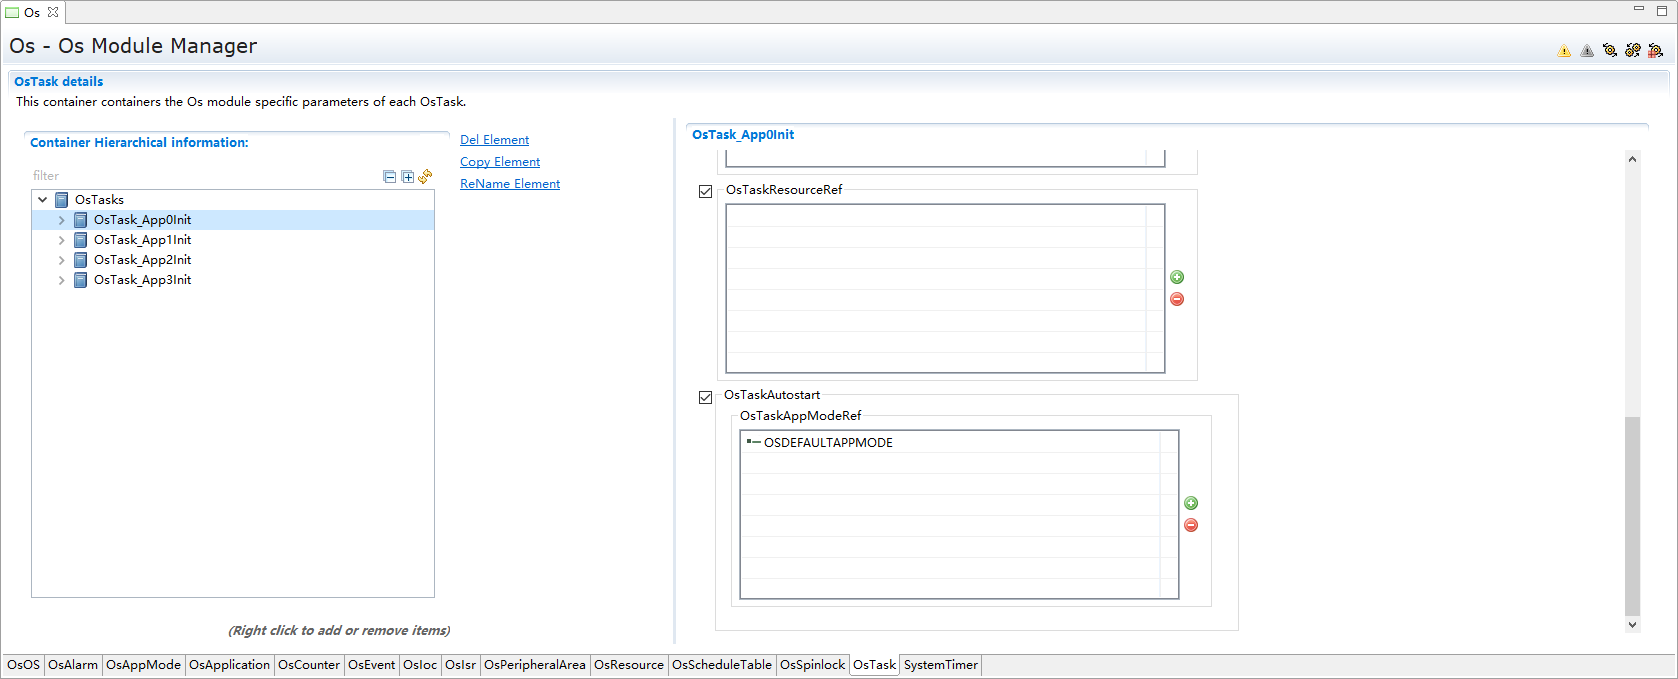 Os
Os - Os Module Manager
OsTask details
This container containers the Os module specific parameters of each OsTask.
Container Hierarchical information:
filter
OsTasks
OsTask_App0Init
OsTask_App1Init
OsTask_App2Init
OsTask_App3Init
(Right click to add or remove items)
Del Element
Copy Element
ReName Element
OsTask_App0Init
OsTaskResourceRef
OsTaskAutostart
OsTaskAppModeRef
OSDEFAULTAPPMODE
OsOS OsAlarm OsAppMode OsApplication OsCounter OsEvent OsIoc OsIsr OsPeripheralArea OsResource OsScheduleTable OsSpinlock OsTask SystemTimer